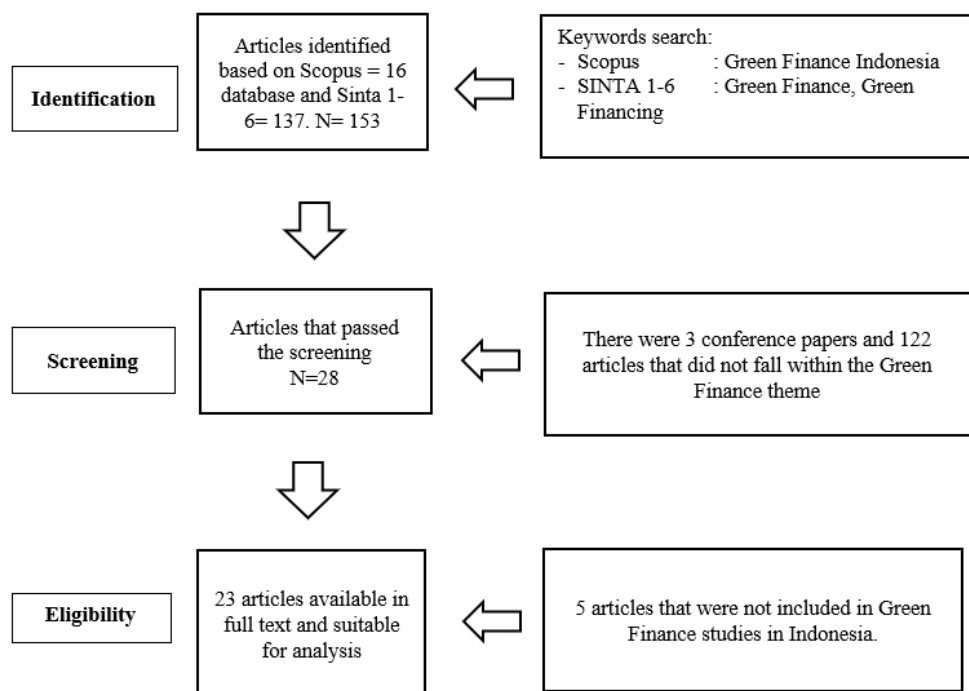 Identification
Articles identified
based on Scopus = 16
database and Sinta 1-
6= 137. N= 153
Keywords search:
- Scopus : Green Finance Indonesia
- SINTA 1-6 : Green Finance, Green
Financing
Screening
Articles that passed
the screening
N=28
There were 3 conference papers and 122
articles that did not fall within the Green
Finance theme
Eligibility
23 articles available in
full text and suitable
for analysis
5 articles that were not included in Green
Finance studies in Indonesia.